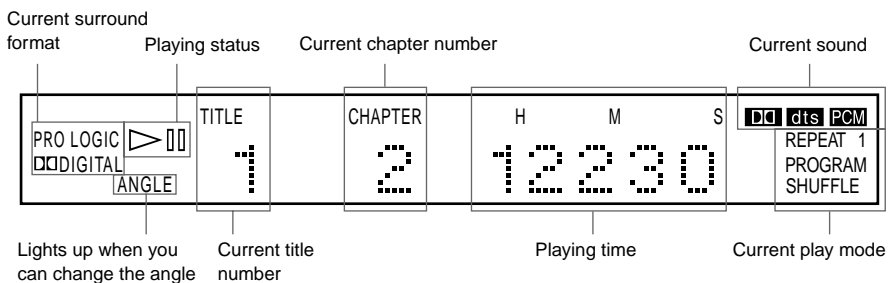 Current surround
format
Playing status
Current chapter number
Current sound
TITLE
CHAPTER
H M S
DD dts PCM
PRO LOGIC
DDDIGITAL
ANGLE
1
2
12230
REPEAT 1
PROGRAM
SHUFFLE
Lights up when you
can change the angle
Current title
number
Playing time
Current play mode